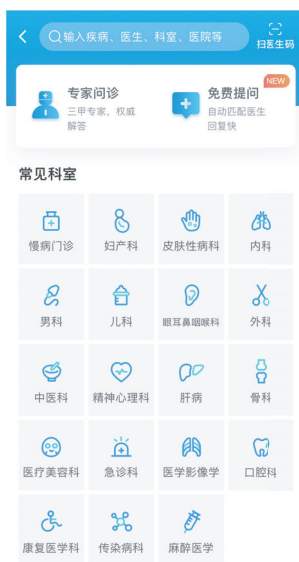 输入疾病、医生、科室、医院等
扫医生码
专家问诊
三甲专家，权威
解答
免费提问
NEW
自动匹配医生
回复快
常见科室
慢病门诊
妇产科
皮肤性病科
内科
男科
儿科
眼耳鼻咽喉科
外科
中医科
精神心理科
肝病
骨科
医疗美容科
急诊科
医学影像学
口腔科
康复医学科
传染病科
麻醉医学